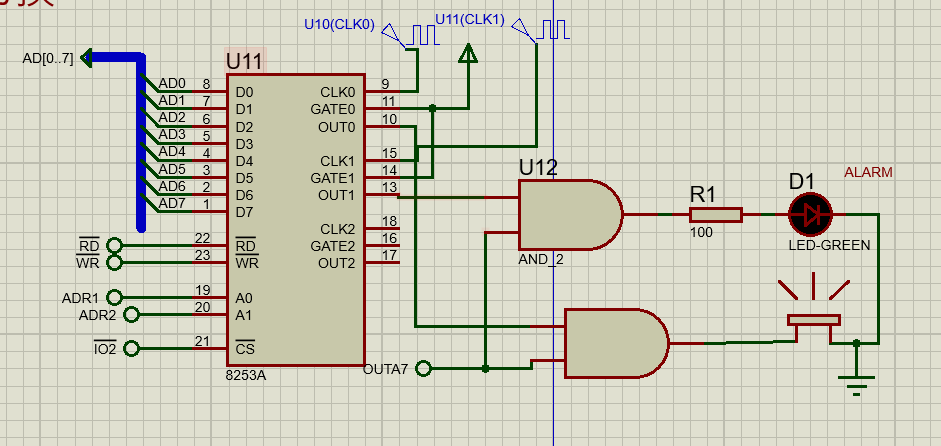 换
U10(CLK0)
U11(CLK1)
AD[0..7]
U11
AD0 8 D0 CLK0 9
AD1 7 D1 GATE0 11
AD2 6 D2 OUT0 10
AD3 5 D3
AD4 4 D4 CLK1 15
AD5 3 D5 GATE1 14
AD6 2 D6 OUT1 13
AD7 1 D7
CLK2 18
RD 22 RD GATE2 16
WR 23 WR OUT2 17
ADR1 19 A0
ADR2 20 A1
IO2 21 CS
8253A
OUTA7
U12
AND_2
R1
100
D1
LED-GREEN
ALARM